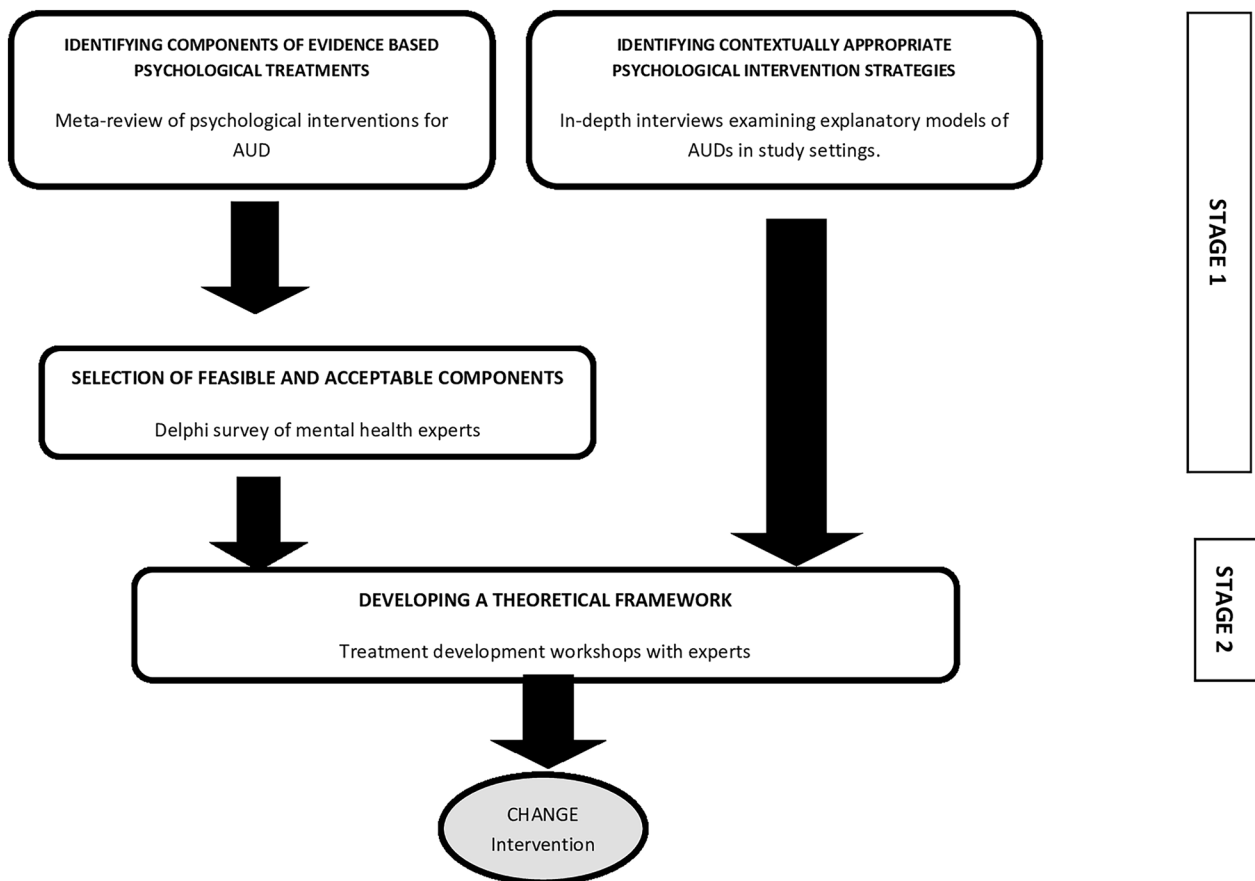 IDENTIFYING COMPONENTS OF EVIDENCE BASED
PSYCHOLOGICAL TREATMENTS
Meta-review of psychological interventions for
AUD
IDENTIFYING CONTEXTUALLY APPROPRIATE
PSYCHOLOGICAL INTERVENTION STRATEGIES
In-depth interviews examining explanatory models of
AUDs in study settings.
STAGE 1
SELECTION OF FEASIBLE AND ACCEPTABLE COMPONENTS
Delphi survey of mental health experts
DEVELOPING A THEORETICAL FRAMEWORK
Treatment development workshops with experts
STAGE 2
CHANGE
Intervention